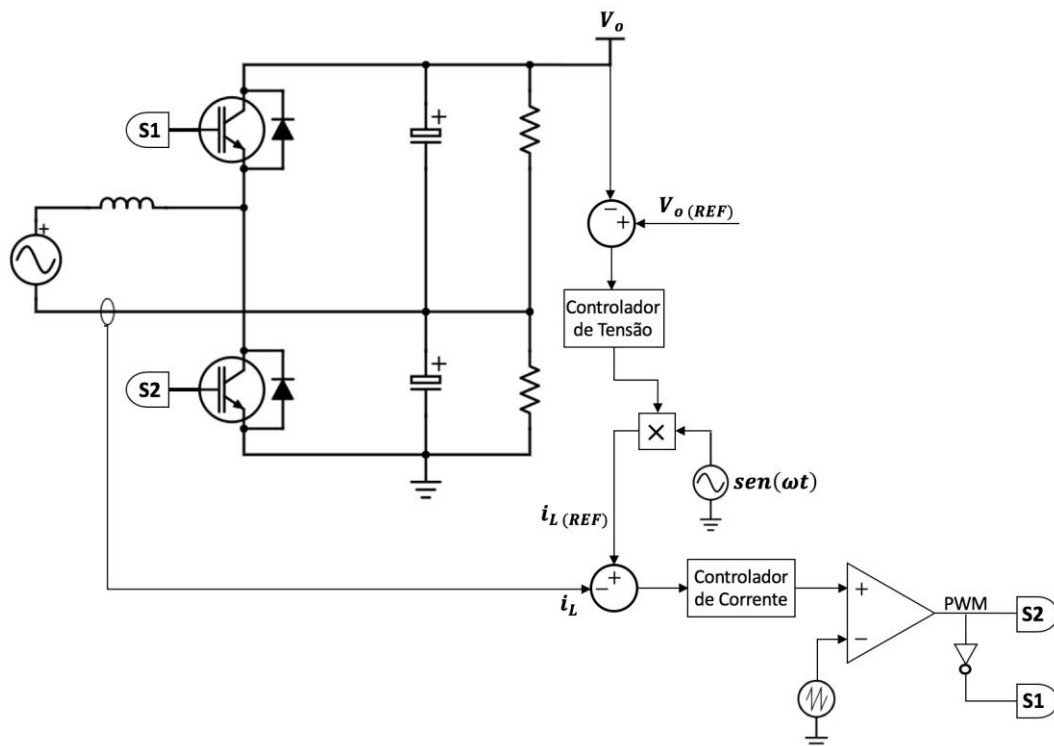 V_o
S1
+
+
− +
V_o (REF)
Controlador
de Tensão
S2
+
×
sen(ωt)
i_L (REF)
+
−
i_L
Controlador
de Corrente
+
−
PWM
S2
S1